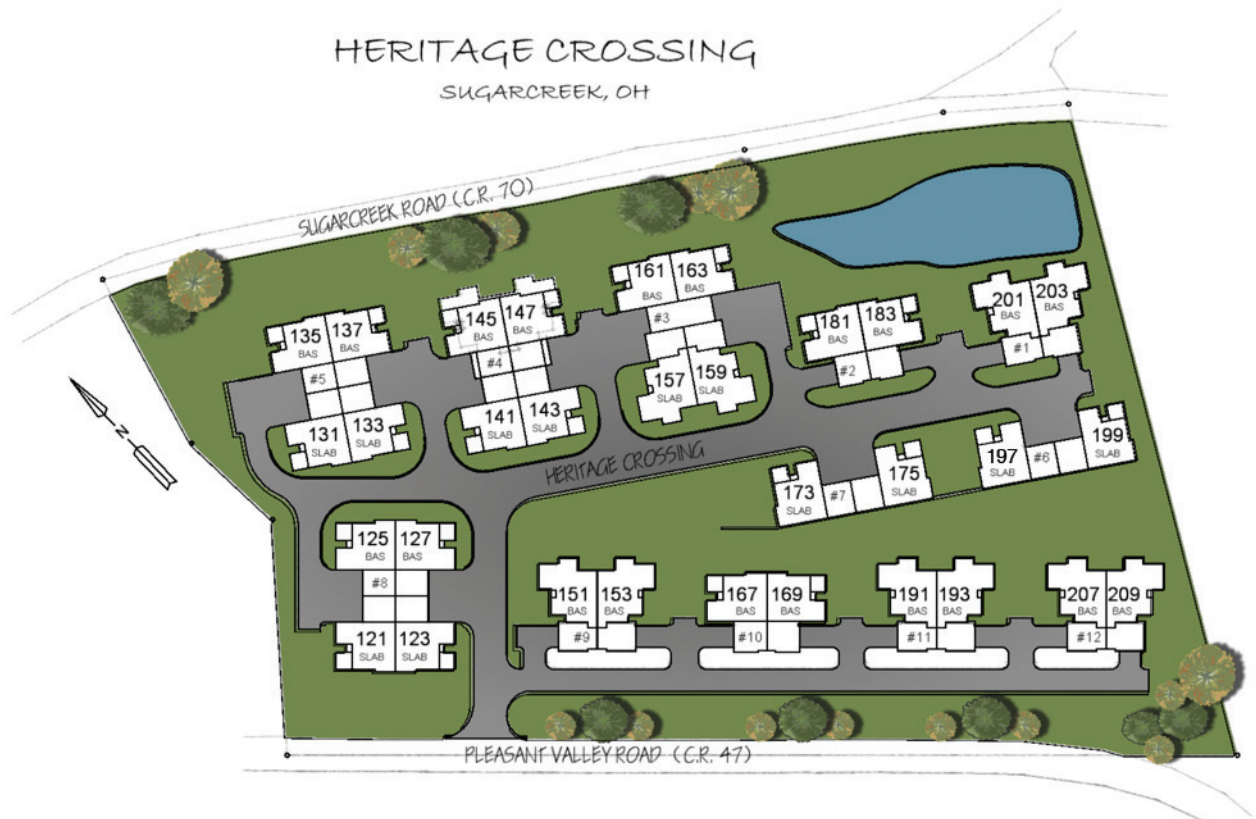 HERITAGE CROSSING
SUGARCREEK, OH
SUGARCREEK ROAD (C.R. 70)
161 163
BAS BAS
#3
201 203
BAS BAS
#1
135 137
BAS BAS
#5
145 147
BAS BAS
#4
181 183
BAS BAS
#2
157 159
SLAB SLAB
131 133
SLAB SLAB
141 143
SLAB SLAB
N
HERITAGE CROSSING
173 #7 175
SLAB SLAB
197 #6 199
SLAB SLAB
125 127
BAS BAS
#8
121 123
SLAB SLAB
151 153
BAS BAS
#9
167 169
BAS BAS
#10
191 193
BAS BAS
#11
207 209
BAS BAS
#12
PLEASANT VALLEY ROAD (C.R. 47)